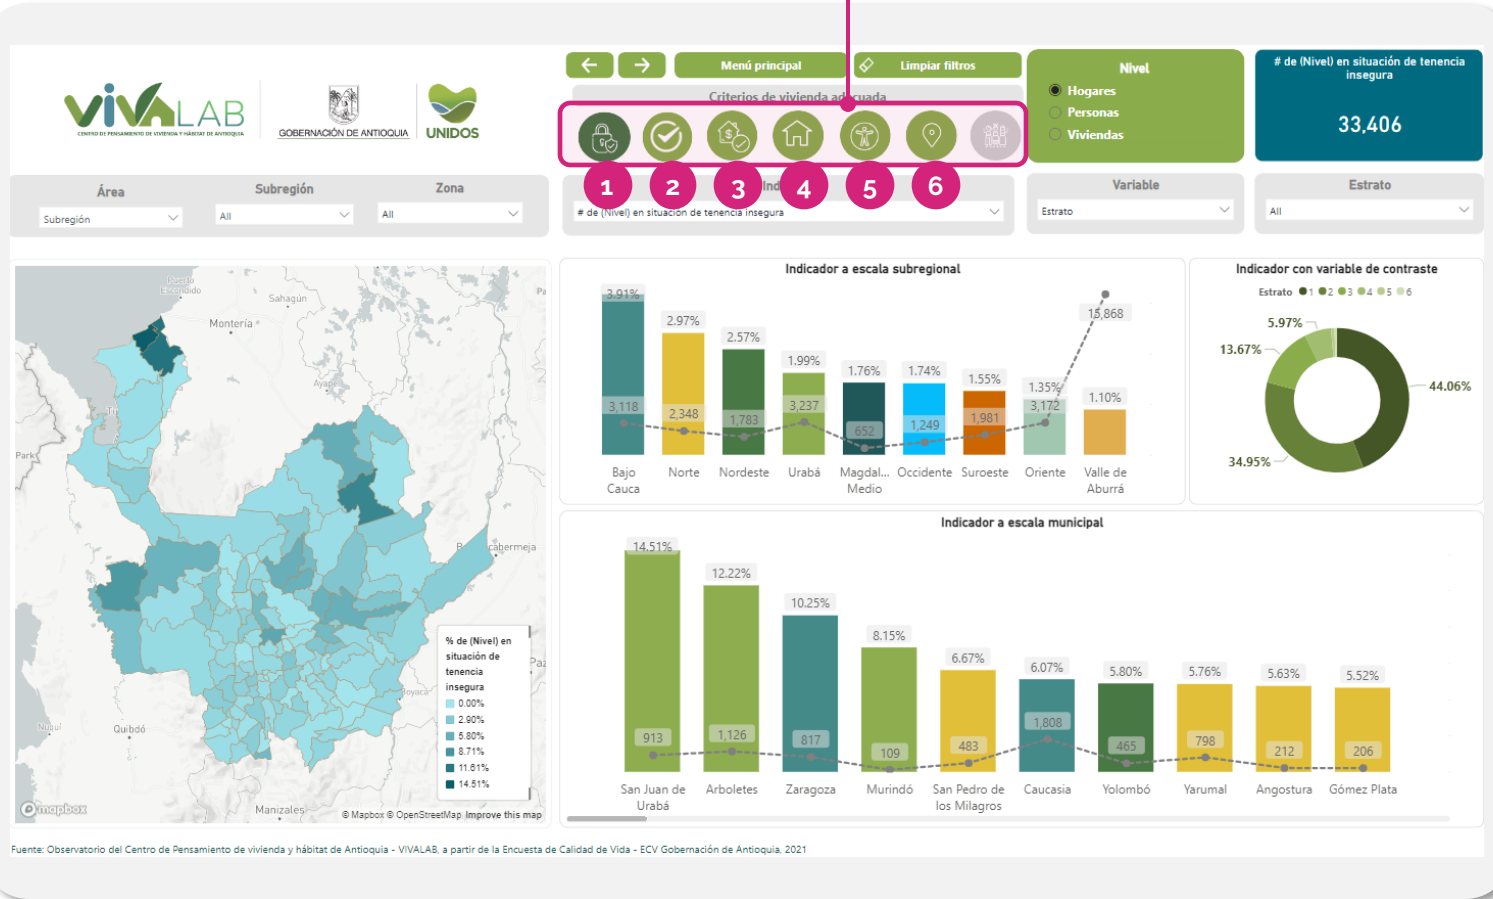 VIVALAB
CENTRO DE PENSAMIENTO DE VIVIENDA Y HÁBITAT DE ANTIOQUIA
GOBERNACIÓN DE ANTIOQUIA
UNIDOS
Menú principal
Limpiar filtros
Criterios de vivienda adecuada
1 2 3 4 5 6
Nivel
Hogares
Personas
Viviendas
# de (Nivel) en situación de tenencia
insegura
33,406
Área
Subregión
Subregión
All
Zona
All
# de (Nivel) en situación de tenencia insegura
Variable
Estrato
Estrato
All
Puerto
Escondido
Sahagún
Montería
Ayapel
Park
Pa
Quibdó
Nuquí
Manizales
cabermeja
% de (Nivel) en
situación de
tenencia
insegura
0.00%
2.90%
5.80%
8.71%
11.61%
14.51%
mapbox
© Mapbox © OpenStreetMap Improve this map
Indicador a escala subregional
3.91% 2.97% 2.57% 1.99% 1.76% 1.74% 1.55% 1.35% 1.10%
3,118 2,348 1,783 3,237 652 1,249 1,981 3,172 15,868
Bajo Norte Nordeste Urabá Magdal... Occidente Suroeste Oriente Valle de
Cauca Medio Aburrá
Indicador con variable de contraste
Estrato 1 2 3 4 5 6
5.97%
13.67%
44.06%
34.95%
Indicador a escala municipal
14.51% 12.22% 10.25% 8.15% 6.67% 6.07% 5.80% 5.76% 5.63% 5.52%
913 1,126 817 109 483 1,808 465 798 212 206
San Juan de Arboletes Zaragoza Murindó San Pedro de Caucasia Yolombó Yarumal Angostura Gómez Plata
Urabá los Milagros
Fuente: Observatorio del Centro de Pensamiento de vivienda y hábitat de Antioquia - VIVALAB, a partir de la Encuesta de Calidad de Vida - ECV Gobernación de Antioquia, 2021